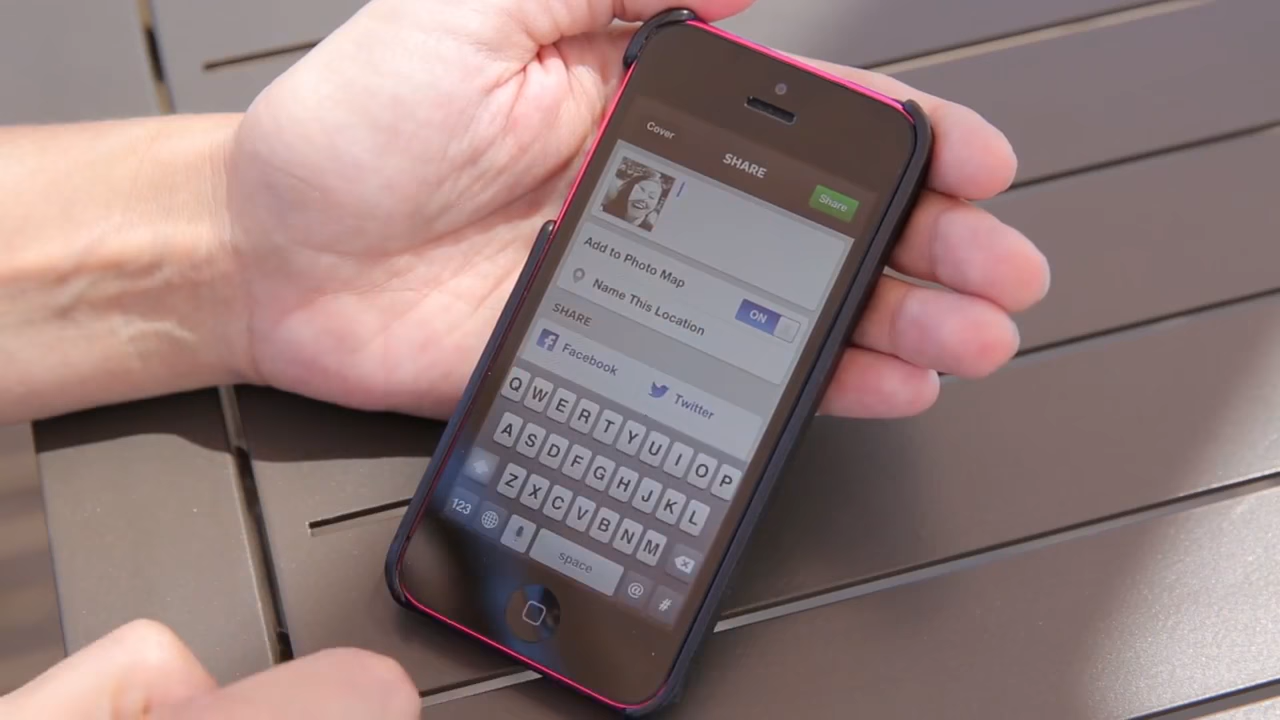 Cover
SHARE
Share
Add to Photo Map
ON
Name This Location
SHARE
Facebook
Twitter
Q W E R T Y U I O P
A S D F G H J K L
Z X C V B N M
123 space @ #